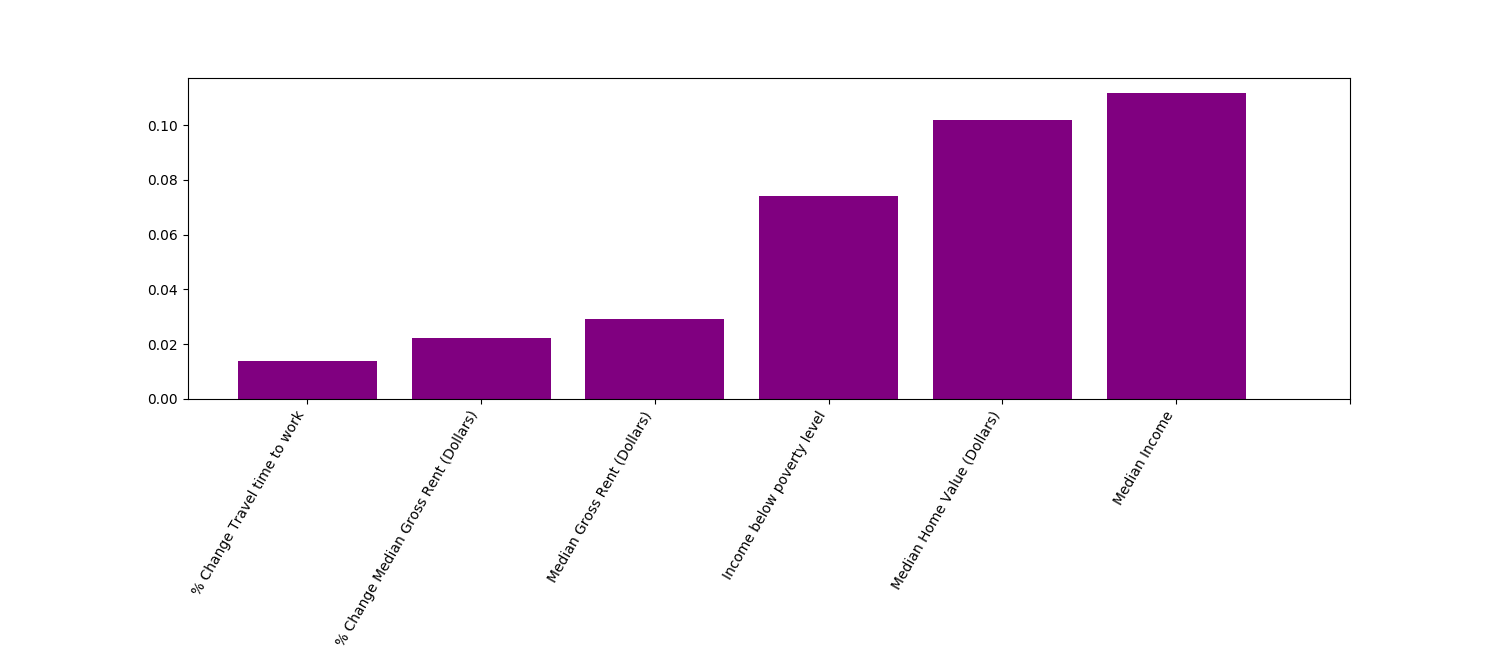 0.10
0.08
0.06
0.04
0.02
0.00
% Change Travel time to work
% Change Median Gross Rent (Dollars)
Median Gross Rent (Dollars)
Income below poverty level
Median Home Value (Dollars)
Median Income